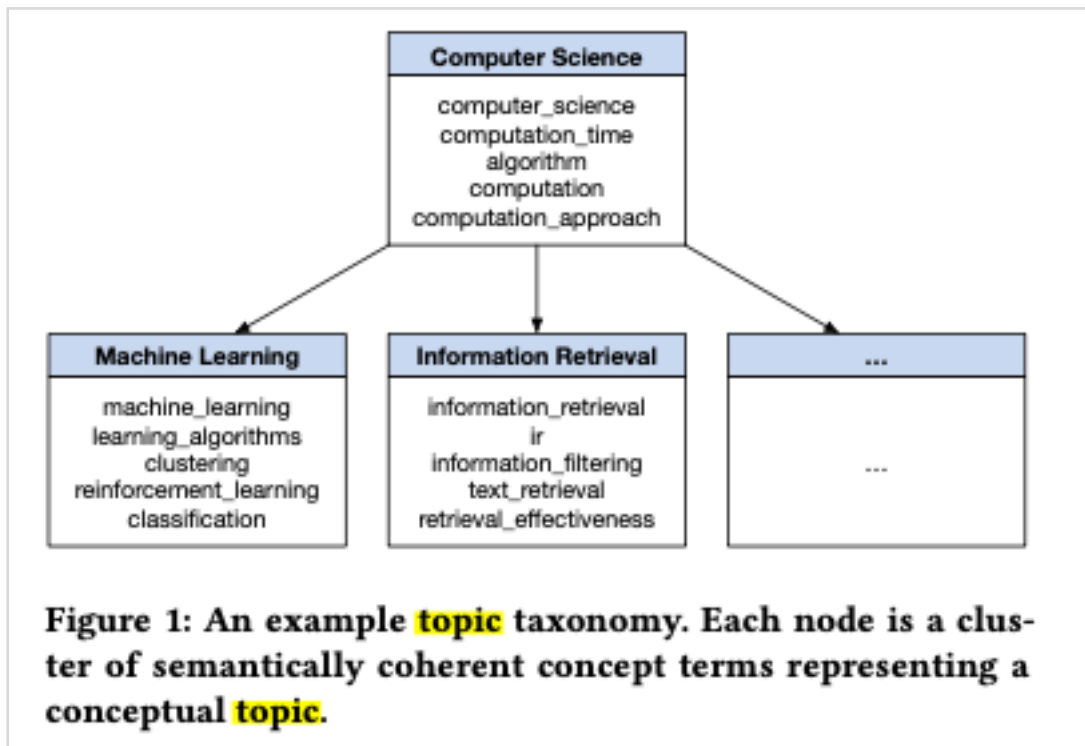 Computer Science
computer_science
computation_time
algorithm
computation
computation_approach
Machine Learning
machine_learning
learning_algorithms
clustering
reinforcement_learning
classification
Information Retrieval
information_retrieval
ir
information_filtering
text_retrieval
retrieval_effectiveness
...
...
Figure 1: An example topic taxonomy. Each node is a clus-
ter of semantically coherent concept terms representing a
conceptual topic.